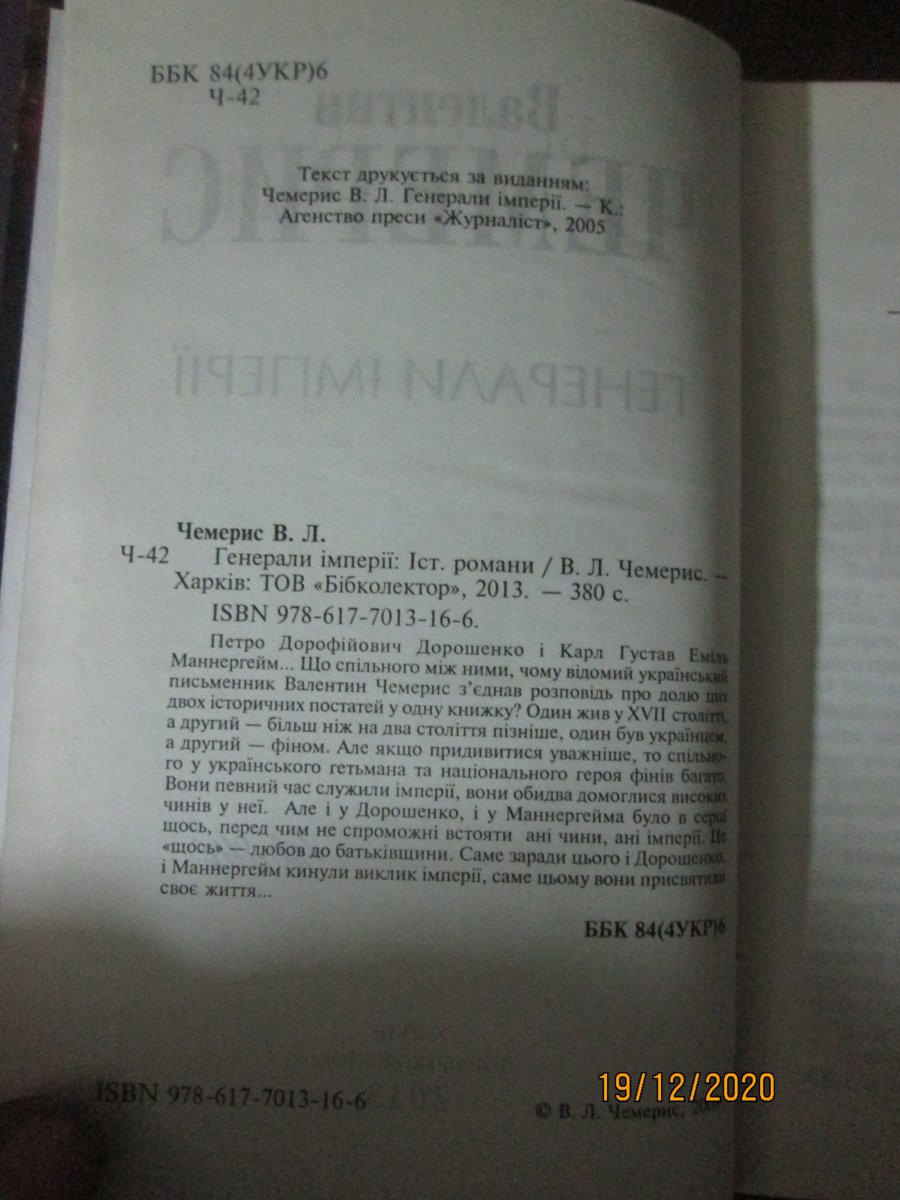 ББК 84(4УКР)6
Ч-42
Текст друкується за виданням:
Чемерис В. Л. Генерали імперії. — К.:
Агенство преси «Журналіст», 2005
Чемерис В. Л.
Ч-42 Генерали імперії: Іст. романи / В. Л. Чемерис. —
Харків: ТОВ «Бібколектор», 2013. — 380 с.
ISBN 978-617-7013-16-6.
Петро Дорофійович Дорошенко і Карл Густав Еміль
Маннергейм... Що спільного між ними, чому відомий український
письменник Валентин Чемерис з’єднав розповідь про долю цих
двох історичних постатей у одну книжку? Один жив у XVII столітті,
а другий — більш ніж на два століття пізніше, один був українцем,
а другий — фіном. Але якщо придивитися уважніше, то спільно-
го у українського гетьмана та національного героя фінів багато.
Вони певний час служили імперії, вони обидва домоглися високих
чинів у неї. Але і у Дорошенко, і у Маннергейма було в серці
щось, перед чим не спроможні встояти ані чини, ані імперії. Це
«щось» — любов до батьківщини. Саме заради цього і Дорошенко,
і Маннергейм кинули виклик імперії, саме цьому вони присвятили
своє життя...
ББК 84(4УКР)6
ISBN 978-617-7013-16-6
© В. Л. Чемерис,
19/12/2020